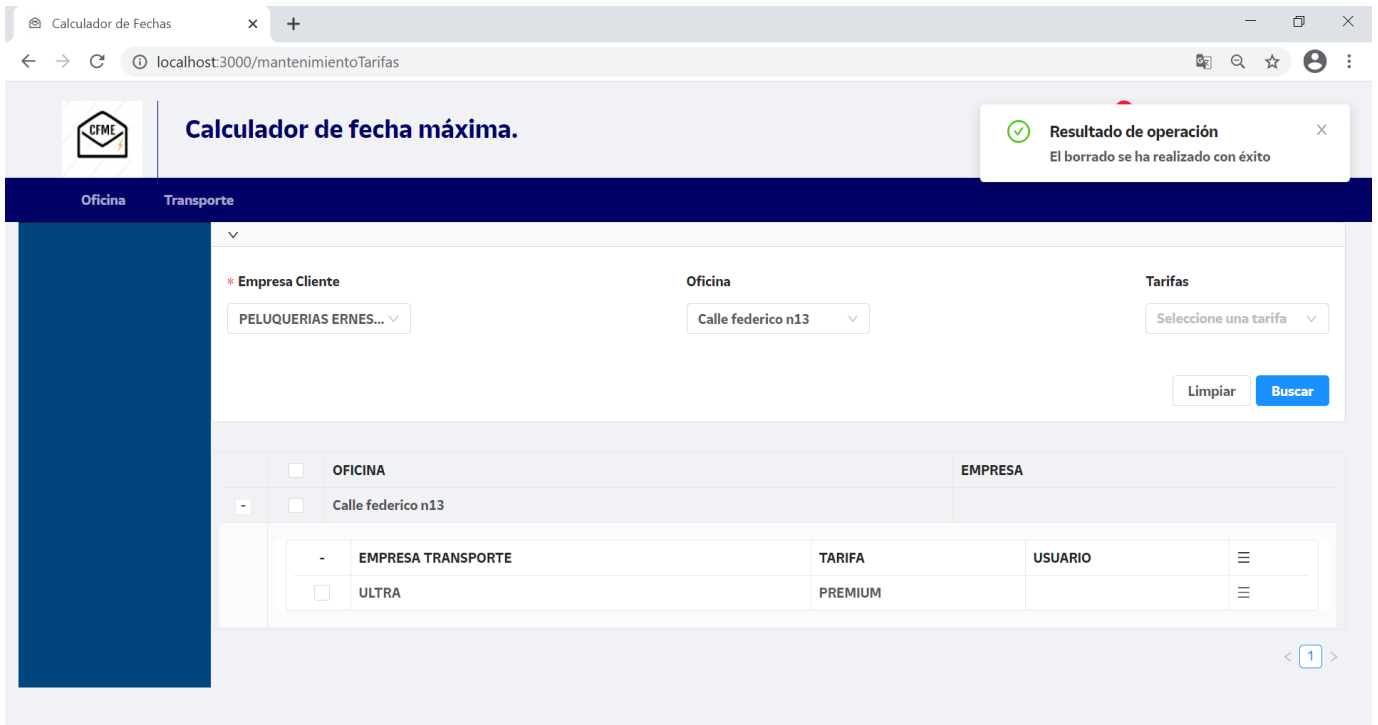 Calculador de Fechas
localhost:3000/mantenimientoTarifas
CFME
Calculador de fecha máxima.
Resultado de operación
El borrado se ha realizado con éxito
Oficina Transporte
* Empresa Cliente Oficina Tarifas
PELUQUERIAS ERNES... Calle federico n13 Seleccione una tarifa
Limpiar Buscar
OFICINA EMPRESA
- Calle federico n13
- EMPRESA TRANSPORTE TARIFA USUARIO
ULTRA PREMIUM
< 1 >